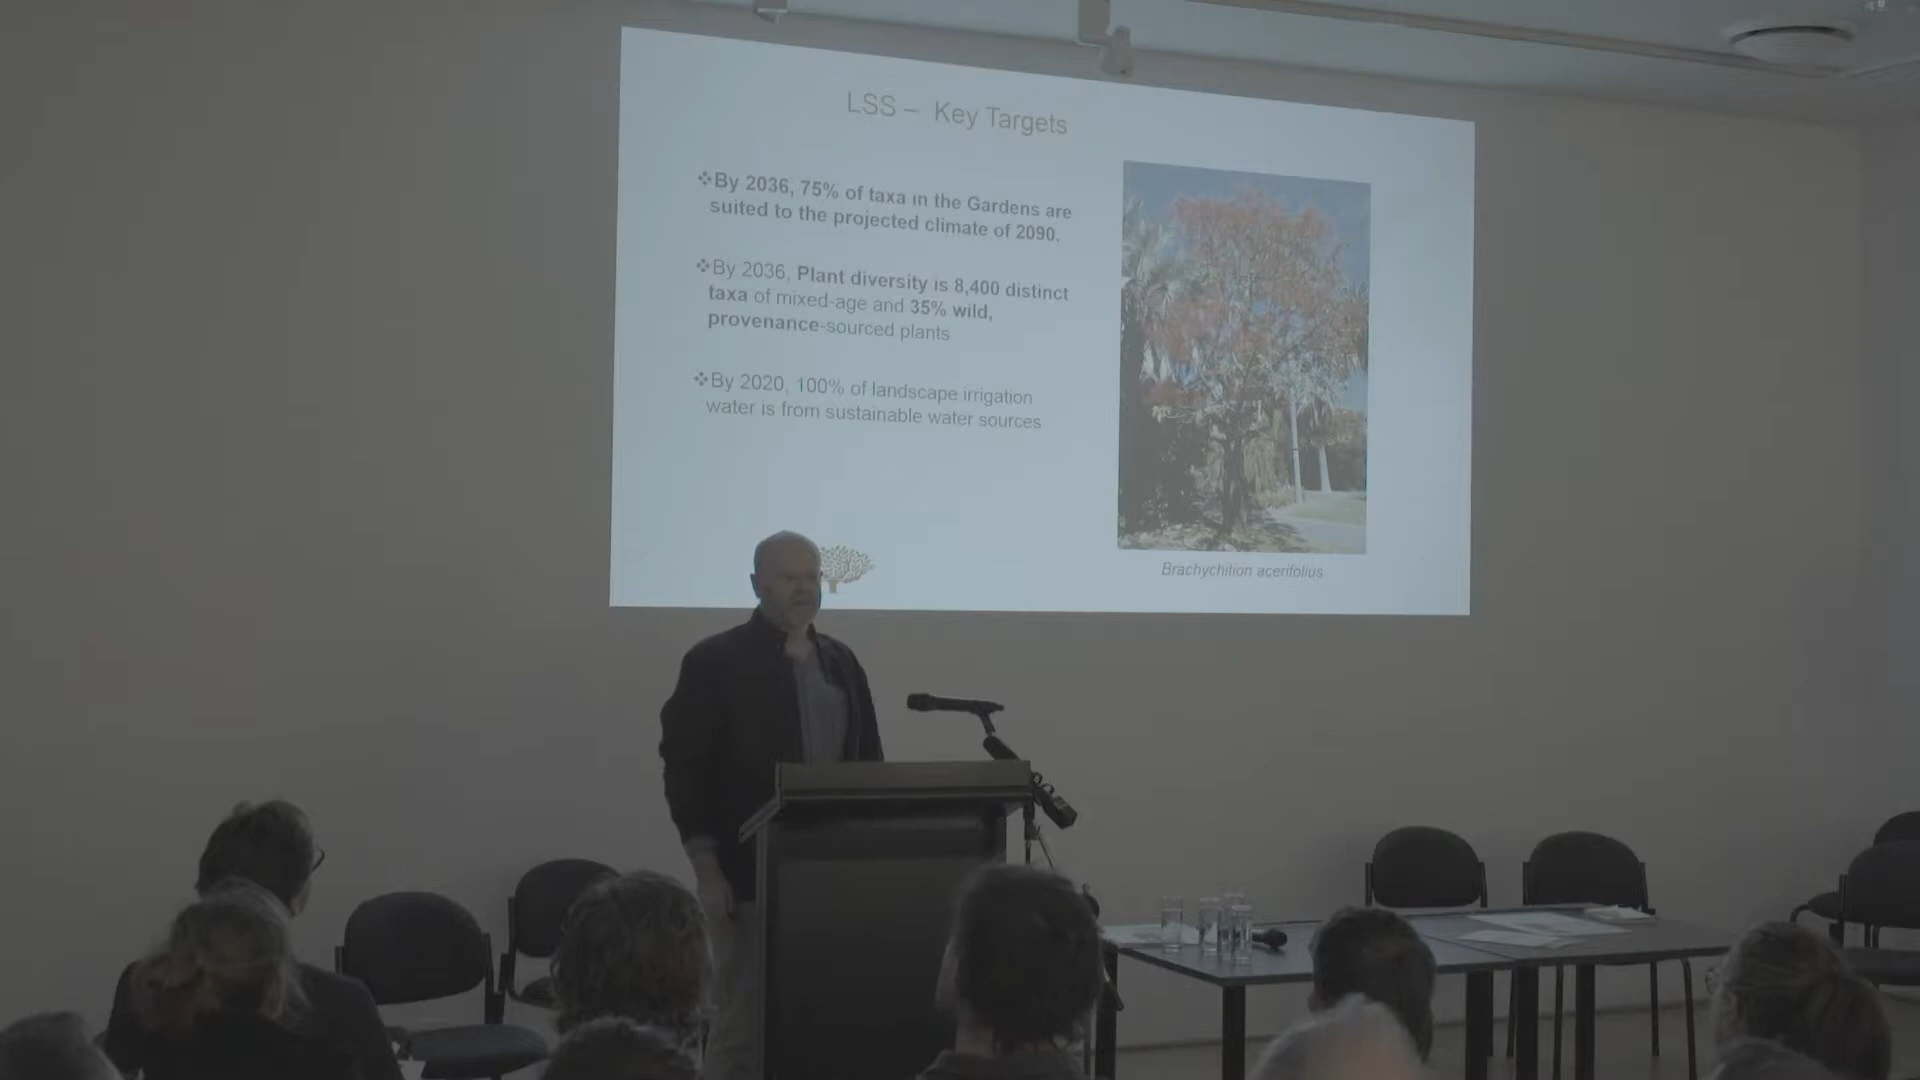 LSS – Key Targets
❖By 2036, 75% of taxa in the Gardens are
suited to the projected climate of 2090.
❖By 2036, Plant diversity is 8,400 distinct
taxa of mixed-age and 35% wild,
provenance-sourced plants
❖By 2020, 100% of landscape irrigation
water is from sustainable water sources
Brachychition acerifolius